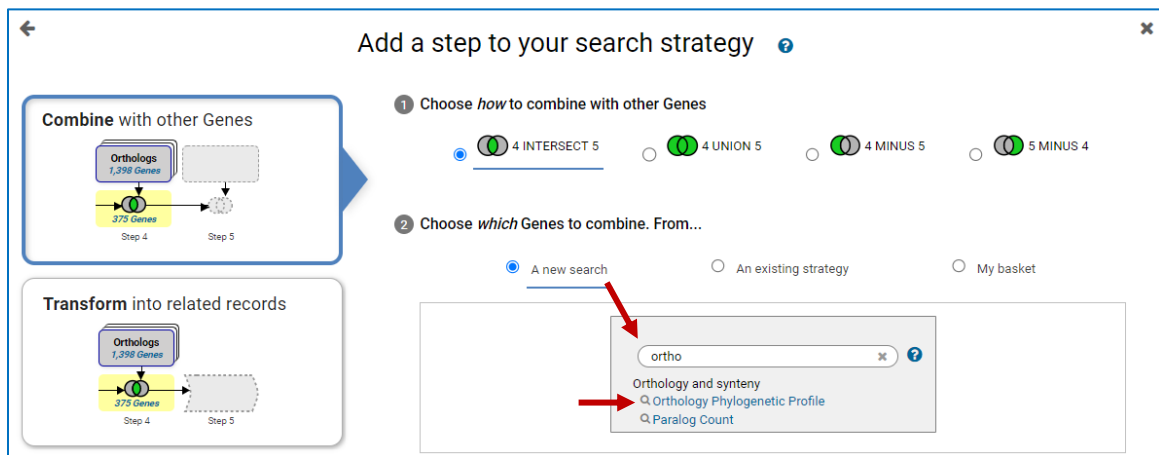 Add a step to your search strategy ?
Combine with other Genes
Orthologs
1,398 Genes
375 Genes
Step 4 Step 5
Transform into related records
Orthologs
1,398 Genes
375 Genes
Step 4 Step 5
1 Choose how to combine with other Genes
4 INTERSECT 5 4 UNION 5 4 MINUS 5 5 MINUS 4
2 Choose which Genes to combine. From...
A new search An existing strategy My basket
ortho ?
Orthology and synteny
Orthology Phylogenetic Profile
Paralog Count